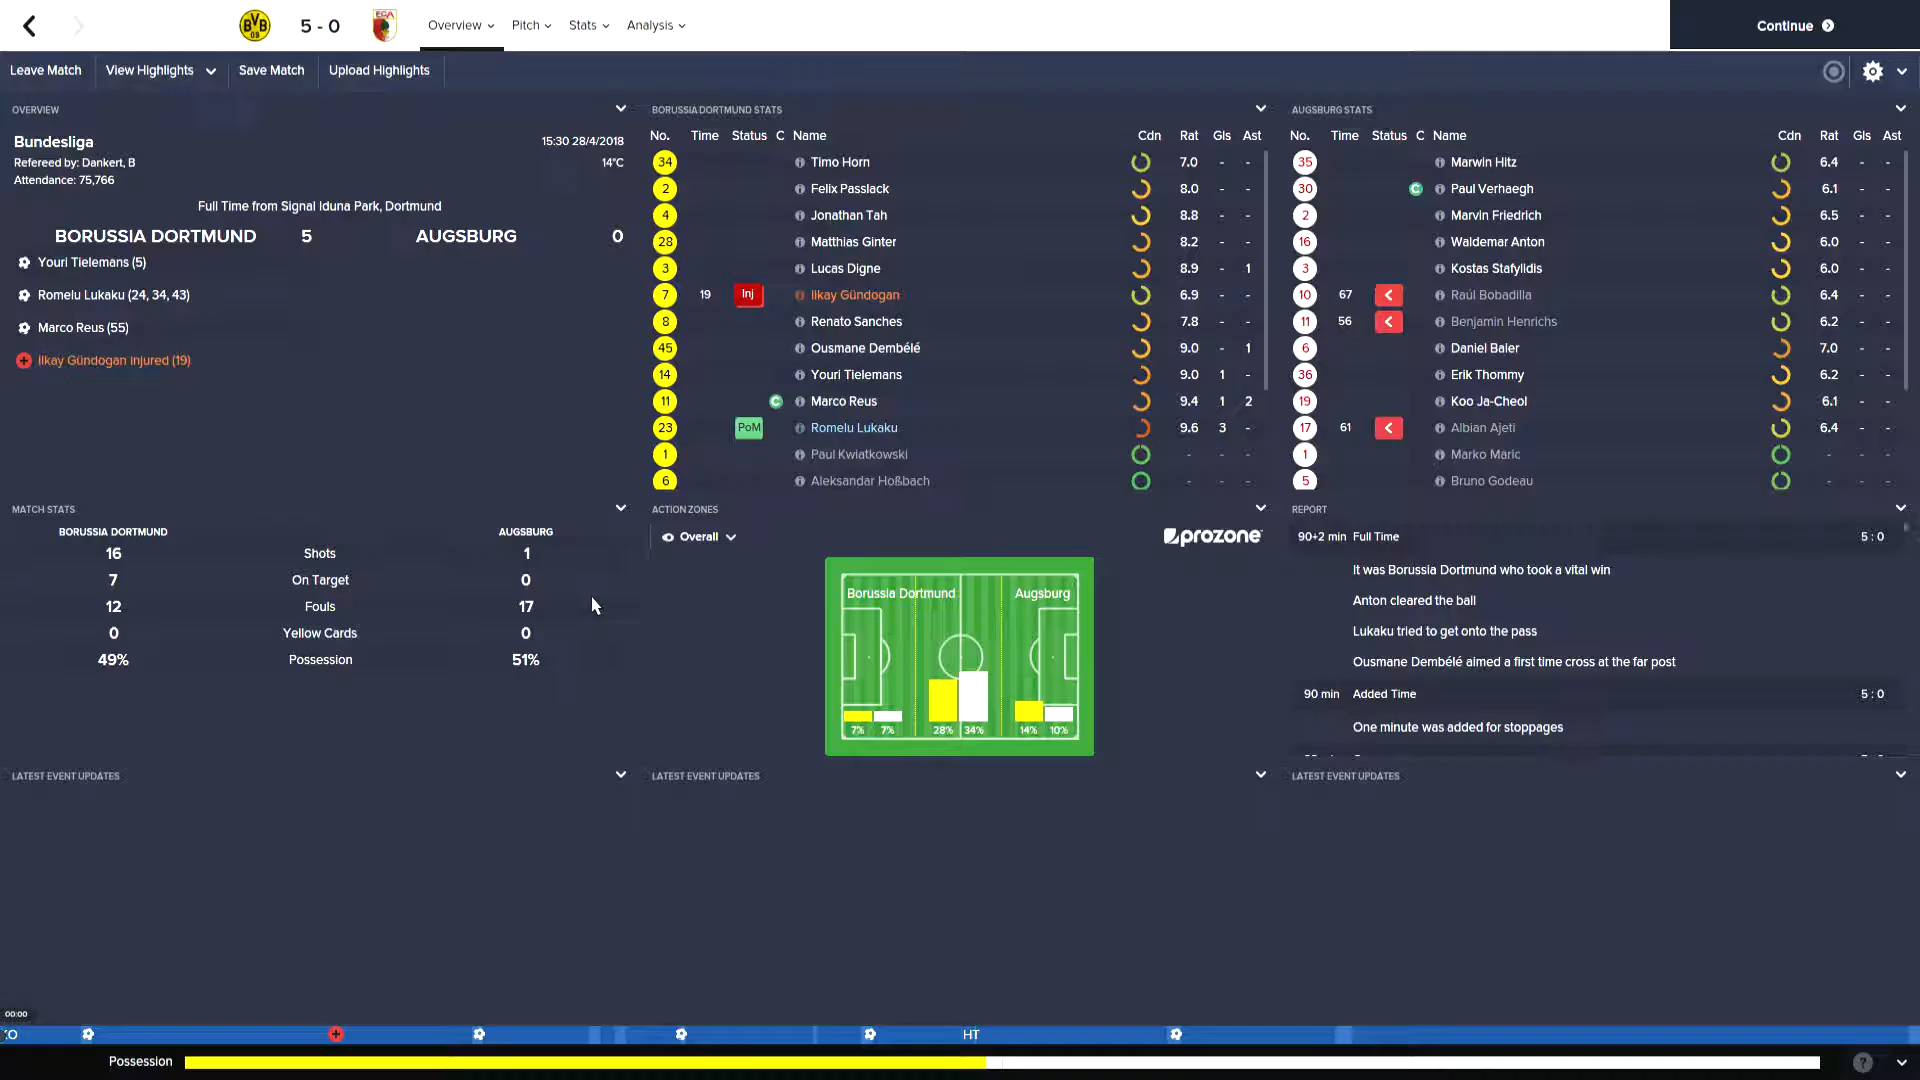 5 - 0
Overview
Pitch
Stats
Analysis
Continue
Leave Match
View Highlights
Save Match
Upload Highlights
OVERVIEW
Bundesliga
15:30 28/4/2018
Refereed by: Dankert, B
14°C
Attendance: 75,766
Full Time from Signal Iduna Park, Dortmund
BORUSSIA DORTMUND 5 AUGSBURG 0
Youri Tielemans (5)
Romelu Lukaku (24, 34, 43)
Marco Reus (55)
Ilkay Gündogan injured (19)
BORUSSIA DORTMUND STATS
No. Time Status C Name Cdn Rat Gls Ast
34 Timo Horn 7.0 - -
2 Felix Passlack 8.0 - -
4 Jonathan Tah 8.8 - -
28 Matthias Ginter 8.2 - -
3 Lucas Digne 8.9 - 1
7 19 Inj Ilkay Gündogan 6.9 - -
8 Renato Sanches 7.8 - -
45 Ousmane Dembélé 9.0 - 1
14 Youri Tielemans 9.0 1 -
11 C Marco Reus 9.4 1 2
23 PoM Romelu Lukaku 9.6 3 -
1 Paul Kwiatkowski - - -
6 Aleksandar Hoßbach - - -
AUGSBURG STATS
No. Time Status C Name Cdn Rat Gls Ast
35 Marwin Hitz 6.4 - -
30 C Paul Verhaegh 6.1 - -
2 Marvin Friedrich 6.5 - -
16 Waldemar Anton 6.0 - -
3 Kostas Stafylidis 6.0 - -
10 67 Raúl Bobadilla 6.4 - -
11 56 Benjamin Henrichs 6.2 - -
6 Daniel Baier 7.0 - -
36 Erik Thommy 6.2 - -
19 Koo Ja-Cheol 6.1 - -
17 61 Albian Ajeti 6.4 - -
1 Marko Maric - - -
5 Bruno Godeau - - -
MATCH STATS
BORUSSIA DORTMUND AUGSBURG
16 Shots 1
7 On Target 0
12 Fouls 17
0 Yellow Cards 0
49% Possession 51%
ACTION ZONES
Overall
prozone
Borussia Dortmund Augsburg
7% 7% 28% 34% 14% 10%
REPORT
90+2 min Full Time 5 : 0
It was Borussia Dortmund who took a vital win
Anton cleared the ball
Lukaku tried to get onto the pass
Ousmane Dembélé aimed a first time cross at the far post
90 min Added Time 5 : 0
One minute was added for stoppages
LATEST EVENT UPDATES
LATEST EVENT UPDATES
LATEST EVENT UPDATES
00:00
HT
Possession